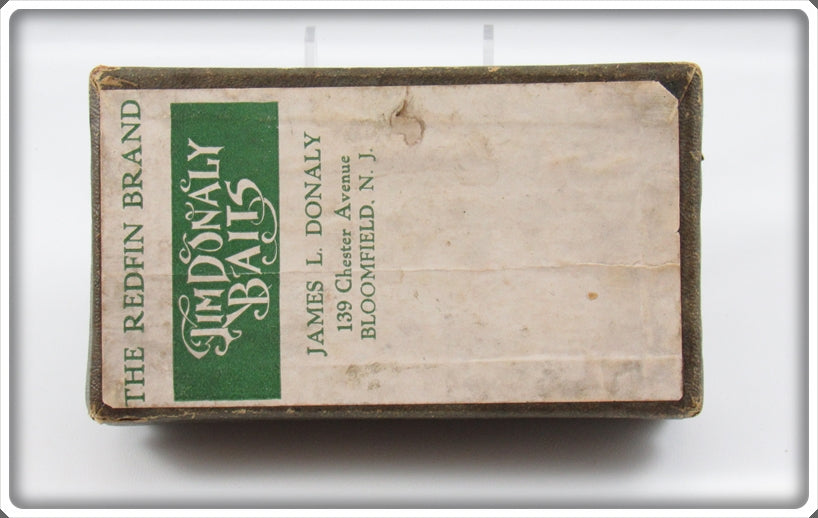 THE REDFIN BRAND
JIM DONALY
BAITS
JAMES L. DONALY
139 Chester Avenue
BLOOMFIELD, N. J.